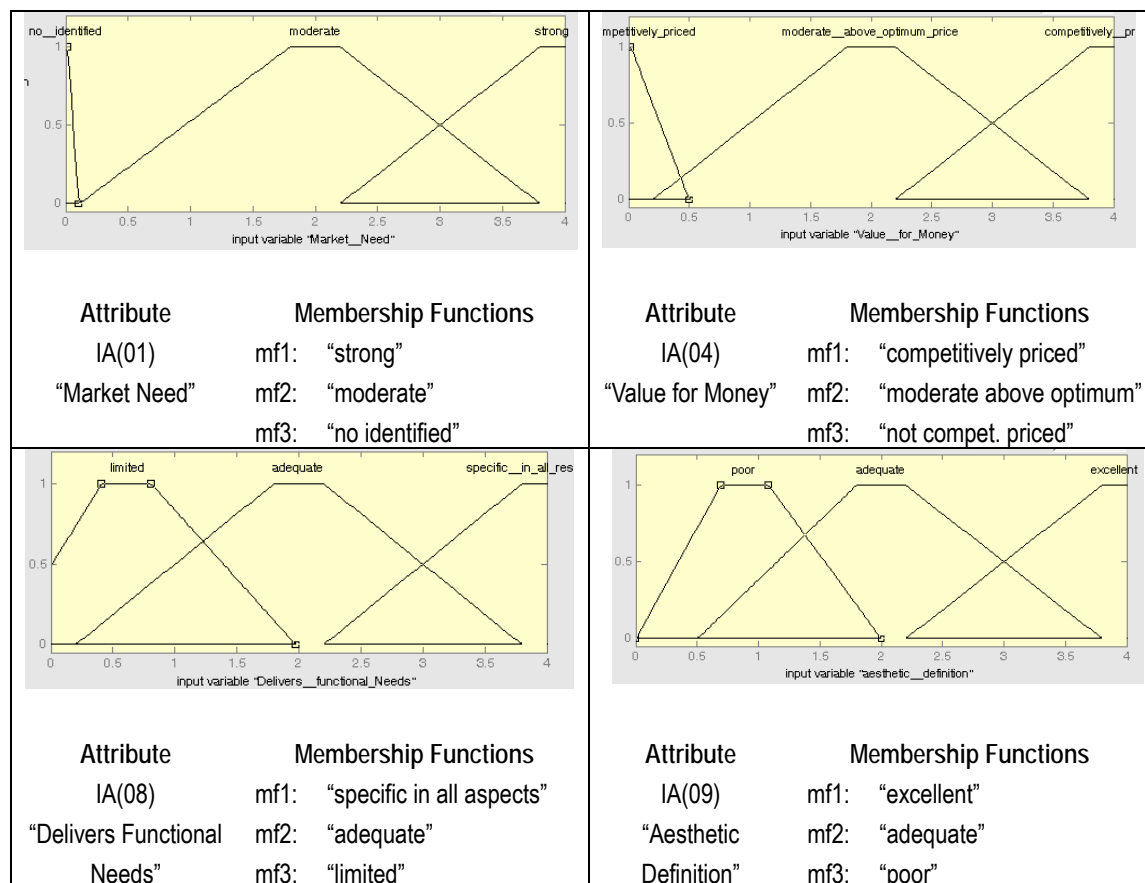 no__identified moderate strong
1
n
0.5
0
0 0.5 1 1.5 2 2.5 3 3.5 4
input variable "Market__Need"
Attribute Membership Functions
IA(01) mf1: “strong”
“Market Need” mf2: “moderate”
mf3: “no identified”
mpetitively_priced moderate__above_optimum_price competitively__pr
1
0.5
0
0 0.5 1 1.5 2 2.5 3 3.5 4
input variable "Value__for_Money"
Attribute Membership Functions
IA(04) mf1: “competitively priced”
“Value for Money” mf2: “moderate above optimum”
mf3: “not compet. priced”
limited adequate specific__in_all_res
1
0.5
0
0 0.5 1 1.5 2 2.5 3 3.5 4
input variable "Delivers__functional_Needs"
Attribute Membership Functions
IA(08) mf1: “specific in all aspects”
“Delivers Functional mf2: “adequate”
Needs” mf3: “limited”
poor adequate excellent
1
0.5
0
0 0.5 1 1.5 2 2.5 3 3.5 4
input variable "aesthetic__definition"
Attribute Membership Functions
IA(09) mf1: “excellent”
“Aesthetic mf2: “adequate”
Definition” mf3: “poor”